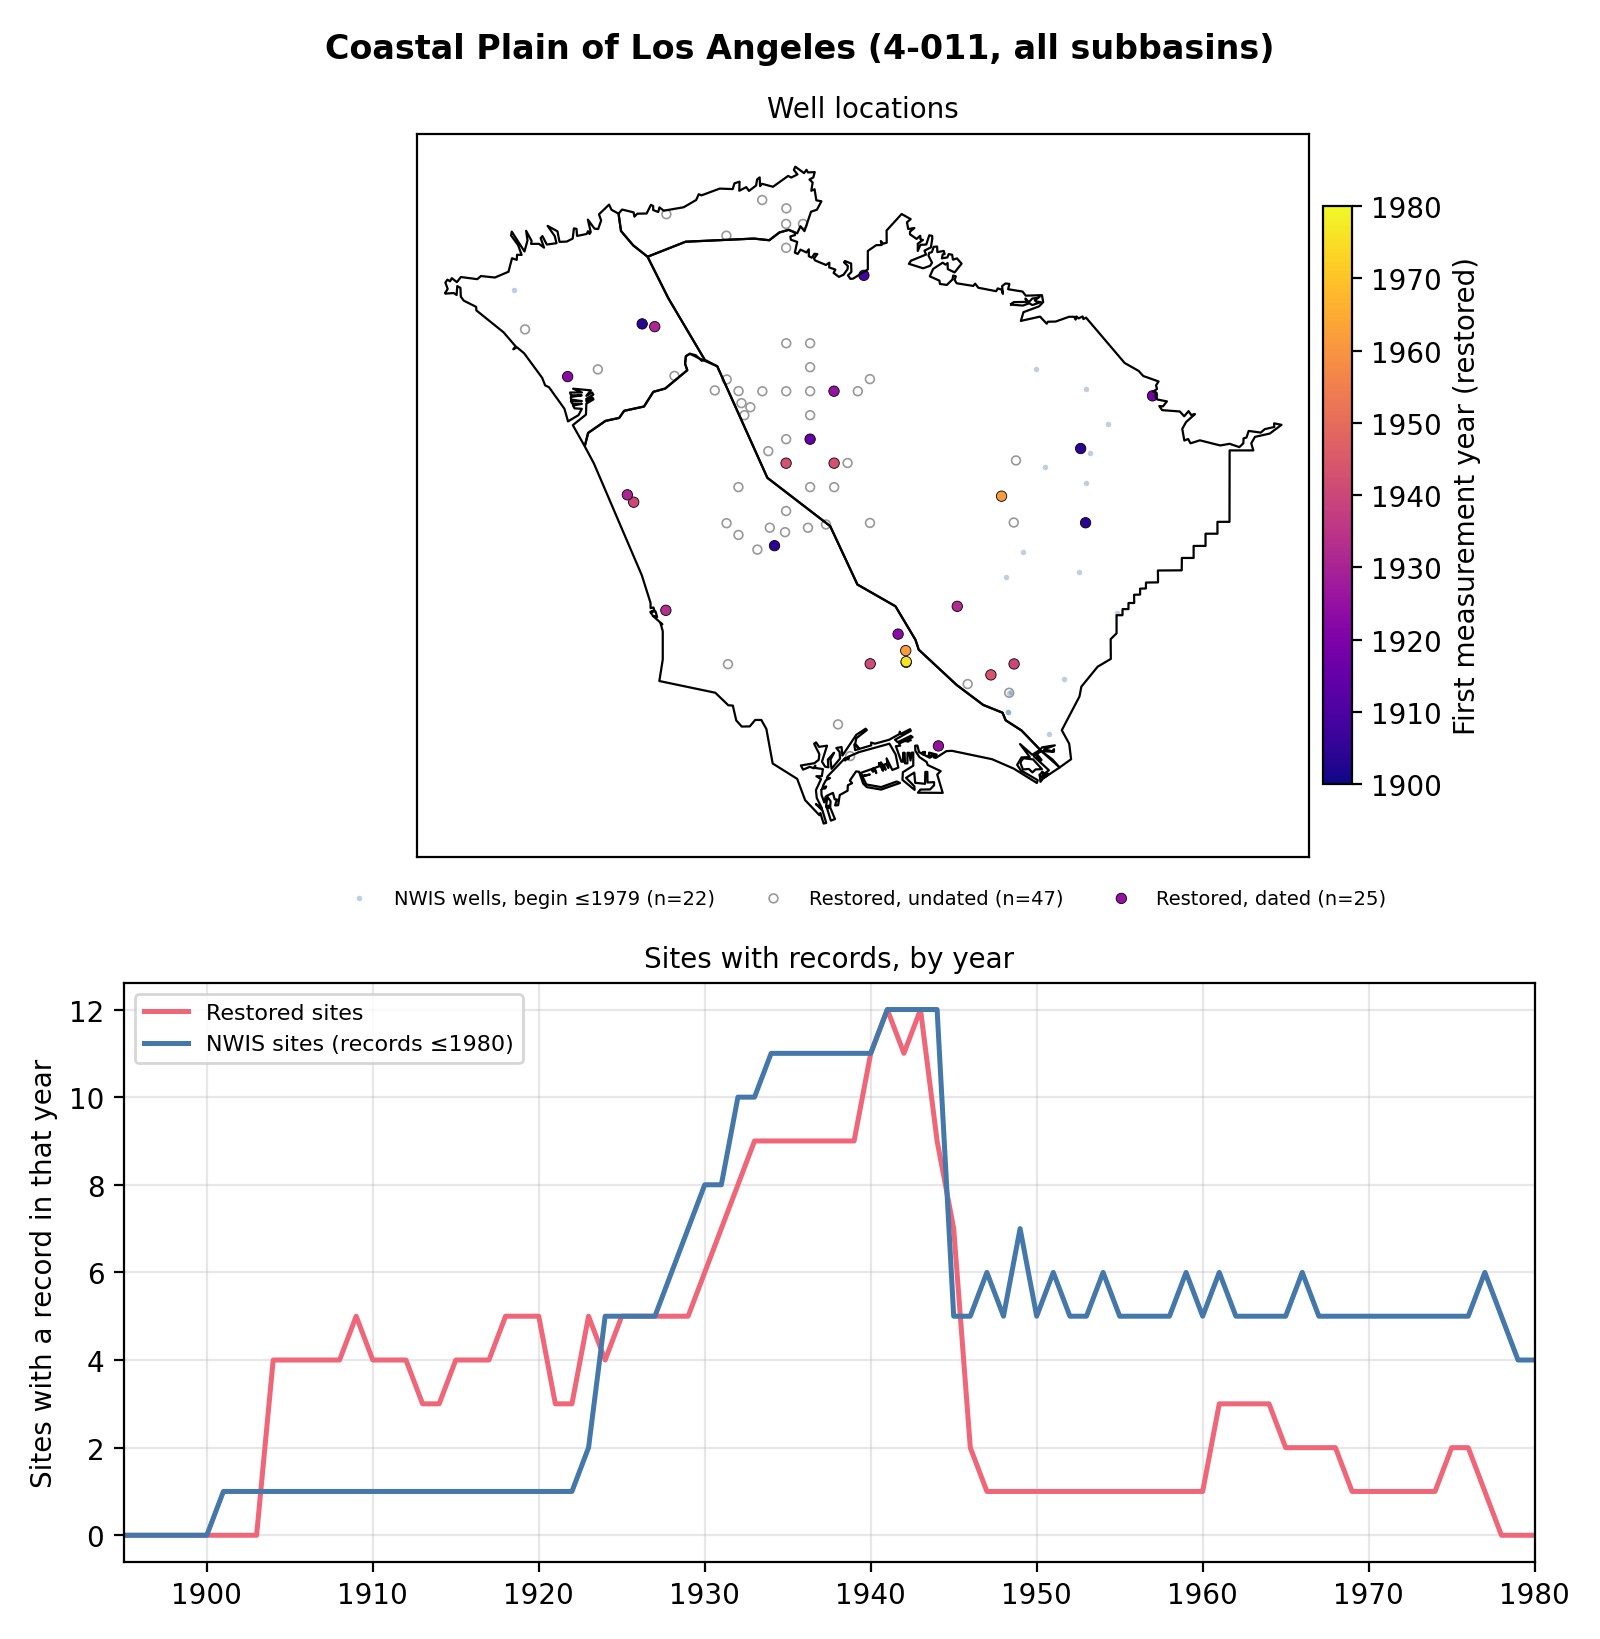 Coastal Plain of Los Angeles (4-011, all subbasins)
Well locations
1980
1970
1960
1950
1940
1930
1920
1910
1900
First measurement year (restored)
NWIS wells, begin ≤1979 (n=22)
Restored, undated (n=47)
Restored, dated (n=25)
Sites with records, by year
Restored sites
NWIS sites (records ≤1980)
Sites with a record in that year
12
10
8
6
4
2
0
1900
1910
1920
1930
1940
1950
1960
1970
1980